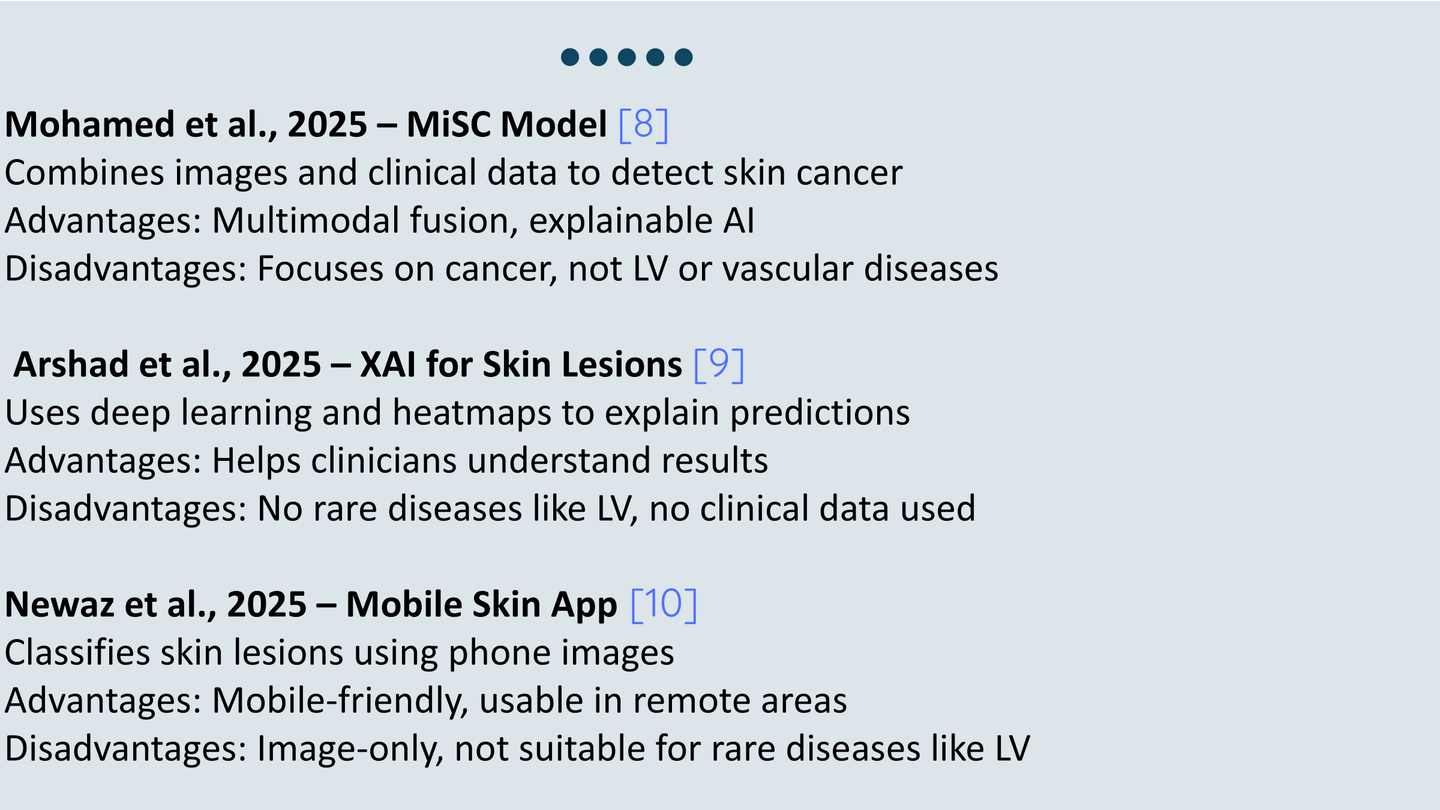 Mohamed et al., 2025 – MiSC Model [8]
Combines images and clinical data to detect skin cancer
Advantages: Multimodal fusion, explainable AI
Disadvantages: Focuses on cancer, not LV or vascular diseases
Arshad et al., 2025 – XAI for Skin Lesions [9]
Uses deep learning and heatmaps to explain predictions
Advantages: Helps clinicians understand results
Disadvantages: No rare diseases like LV, no clinical data used
Newaz et al., 2025 – Mobile Skin App [10]
Classifies skin lesions using phone images
Advantages: Mobile-friendly, usable in remote areas
Disadvantages: Image-only, not suitable for rare diseases like LV